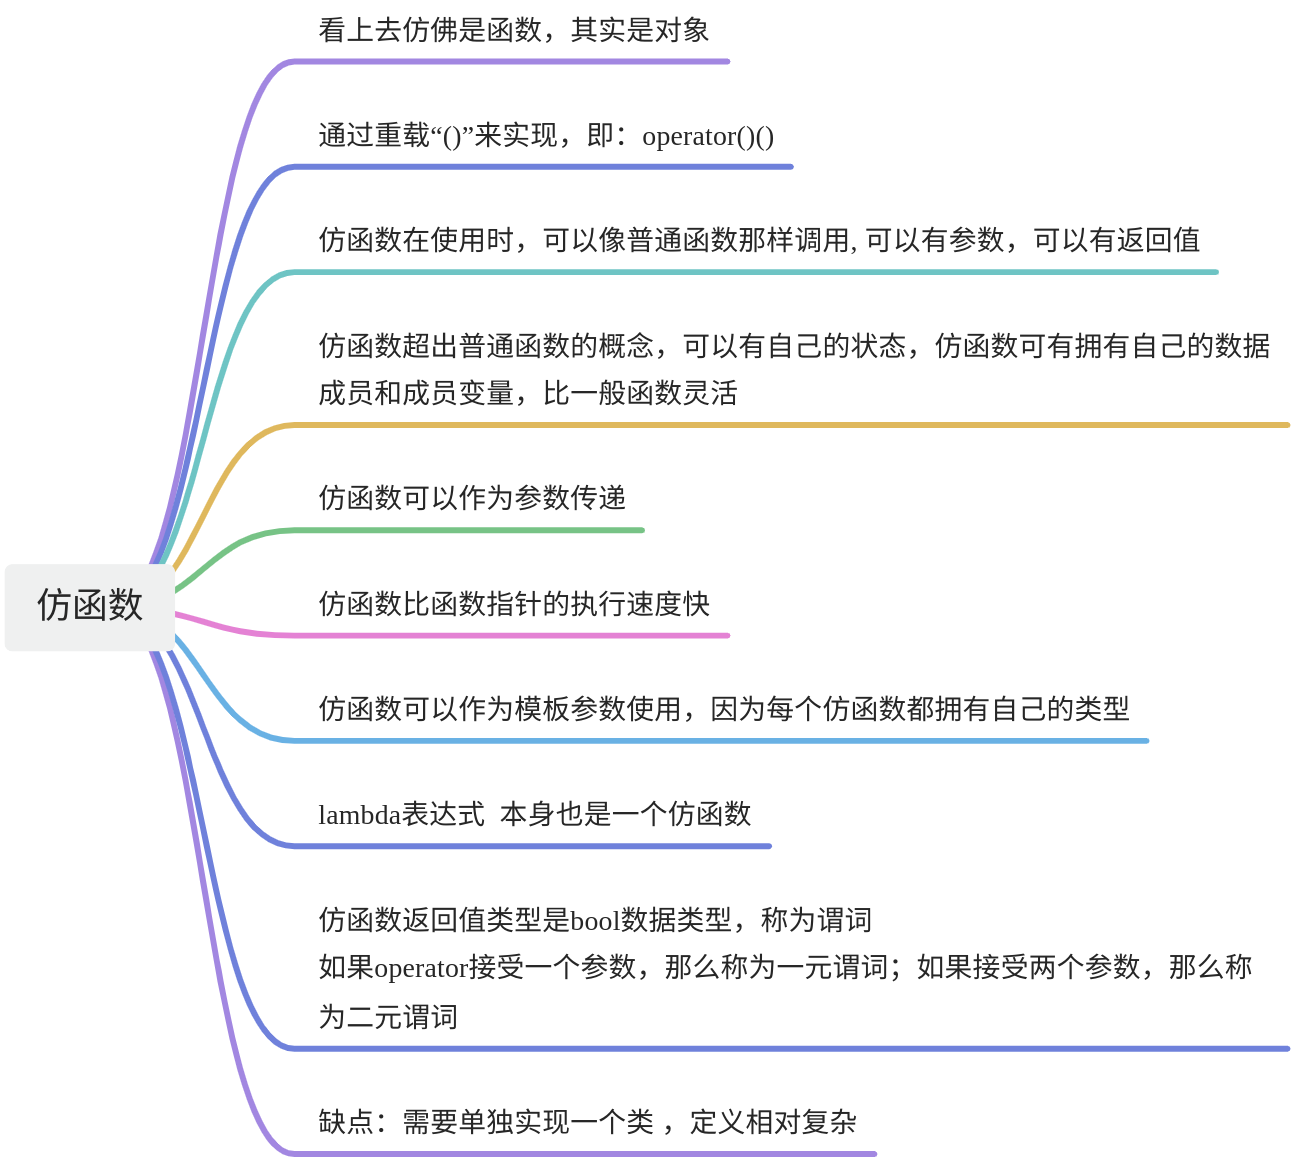 看上去仿佛是函数，其实是对象
通过重载“()”来实现，即：operator()()
仿函数在使用时，可以像普通函数那样调用, 可以有参数，可以有返回值
仿函数超出普通函数的概念，可以有自己的状态，仿函数可有拥有自己的数据
成员和成员变量，比一般函数灵活
仿函数可以作为参数传递
仿函数
仿函数比函数指针的执行速度快
仿函数可以作为模板参数使用，因为每个仿函数都拥有自己的类型
lambda表达式  本身也是一个仿函数
仿函数返回值类型是bool数据类型，称为谓词
如果operator接受一个参数，那么称为一元谓词；如果接受两个参数，那么称
为二元谓词
缺点：需要单独实现一个类 ，定义相对复杂